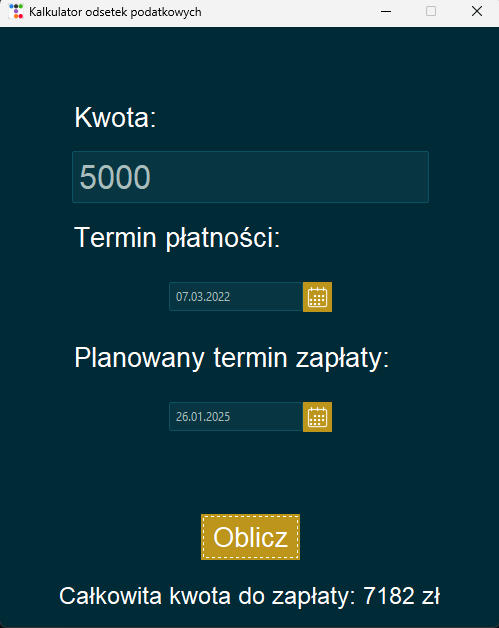 Kalkulator odsetek podatkowych
Kwota:
5000
Termin płatności:
07.03.2022
Planowany termin zapłaty:
26.01.2025
Oblicz
Całkowita kwota do zapłaty: 7182 zł